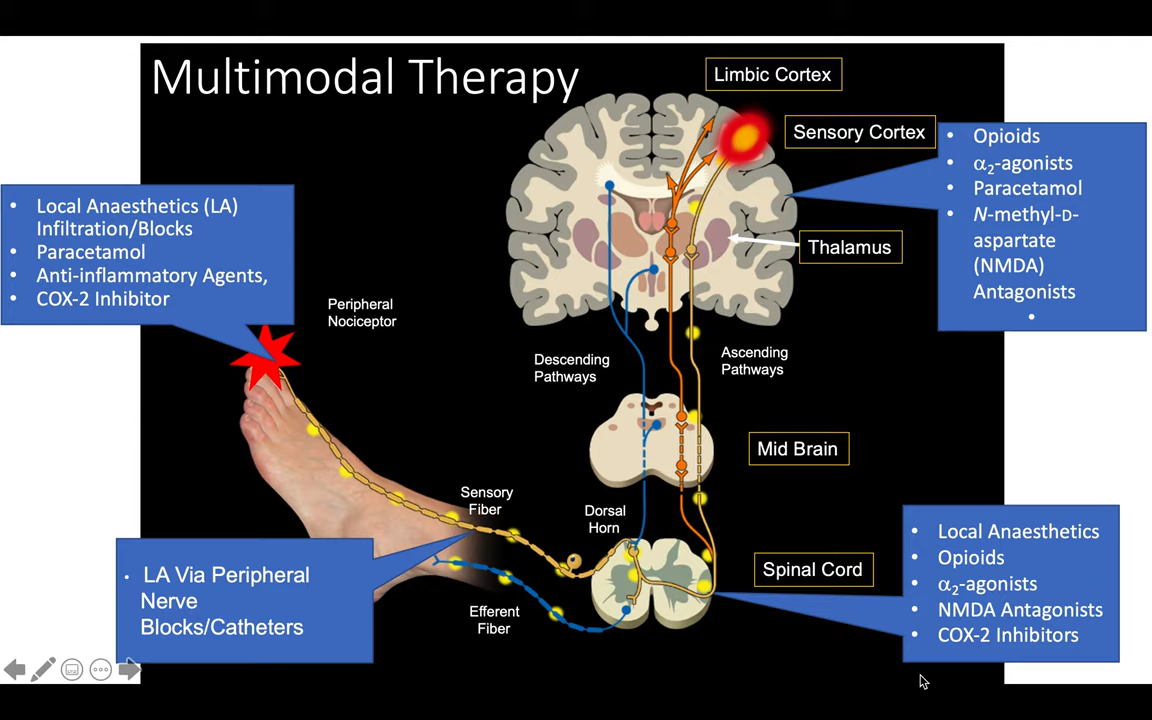 Multimodal Therapy
Limbic Cortex
Sensory Cortex
• Opioids
• α2-agonists
• Paracetamol
• N-methyl-D-
aspartate
(NMDA)
Antagonists
•
• Local Anaesthetics (LA)
Infiltration/Blocks
• Paracetamol
• Anti-inflammatory Agents,
• COX-2 Inhibitor
Thalamus
Peripheral
Nociceptor
Descending
Pathways
Ascending
Pathways
Mid Brain
Sensory
Fiber
Dorsal
Horn
• LA Via Peripheral
Nerve
Blocks/Catheters
Efferent
Fiber
Spinal Cord
• Local Anaesthetics
• Opioids
• α2-agonists
• NMDA Antagonists
• COX-2 Inhibitors